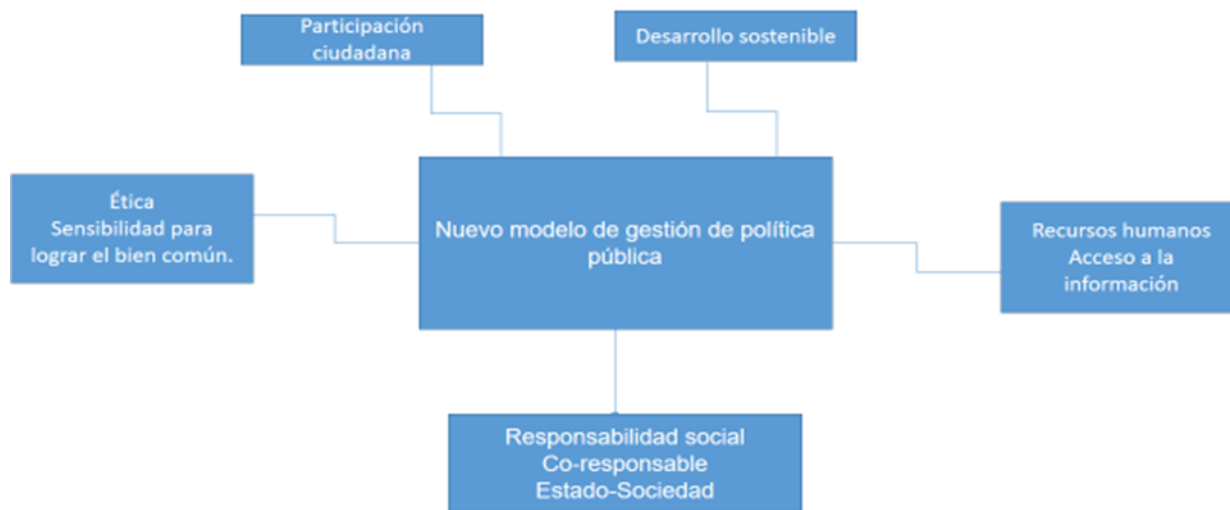 Participación
ciudadana
Desarrollo sostenible
Ética
Sensibilidad para
lograr el bien común.
Nuevo modelo de gestión de política
pública
Recursos humanos
Acceso a la
información
Responsabilidad social
Co-responsable
Estado-Sociedad